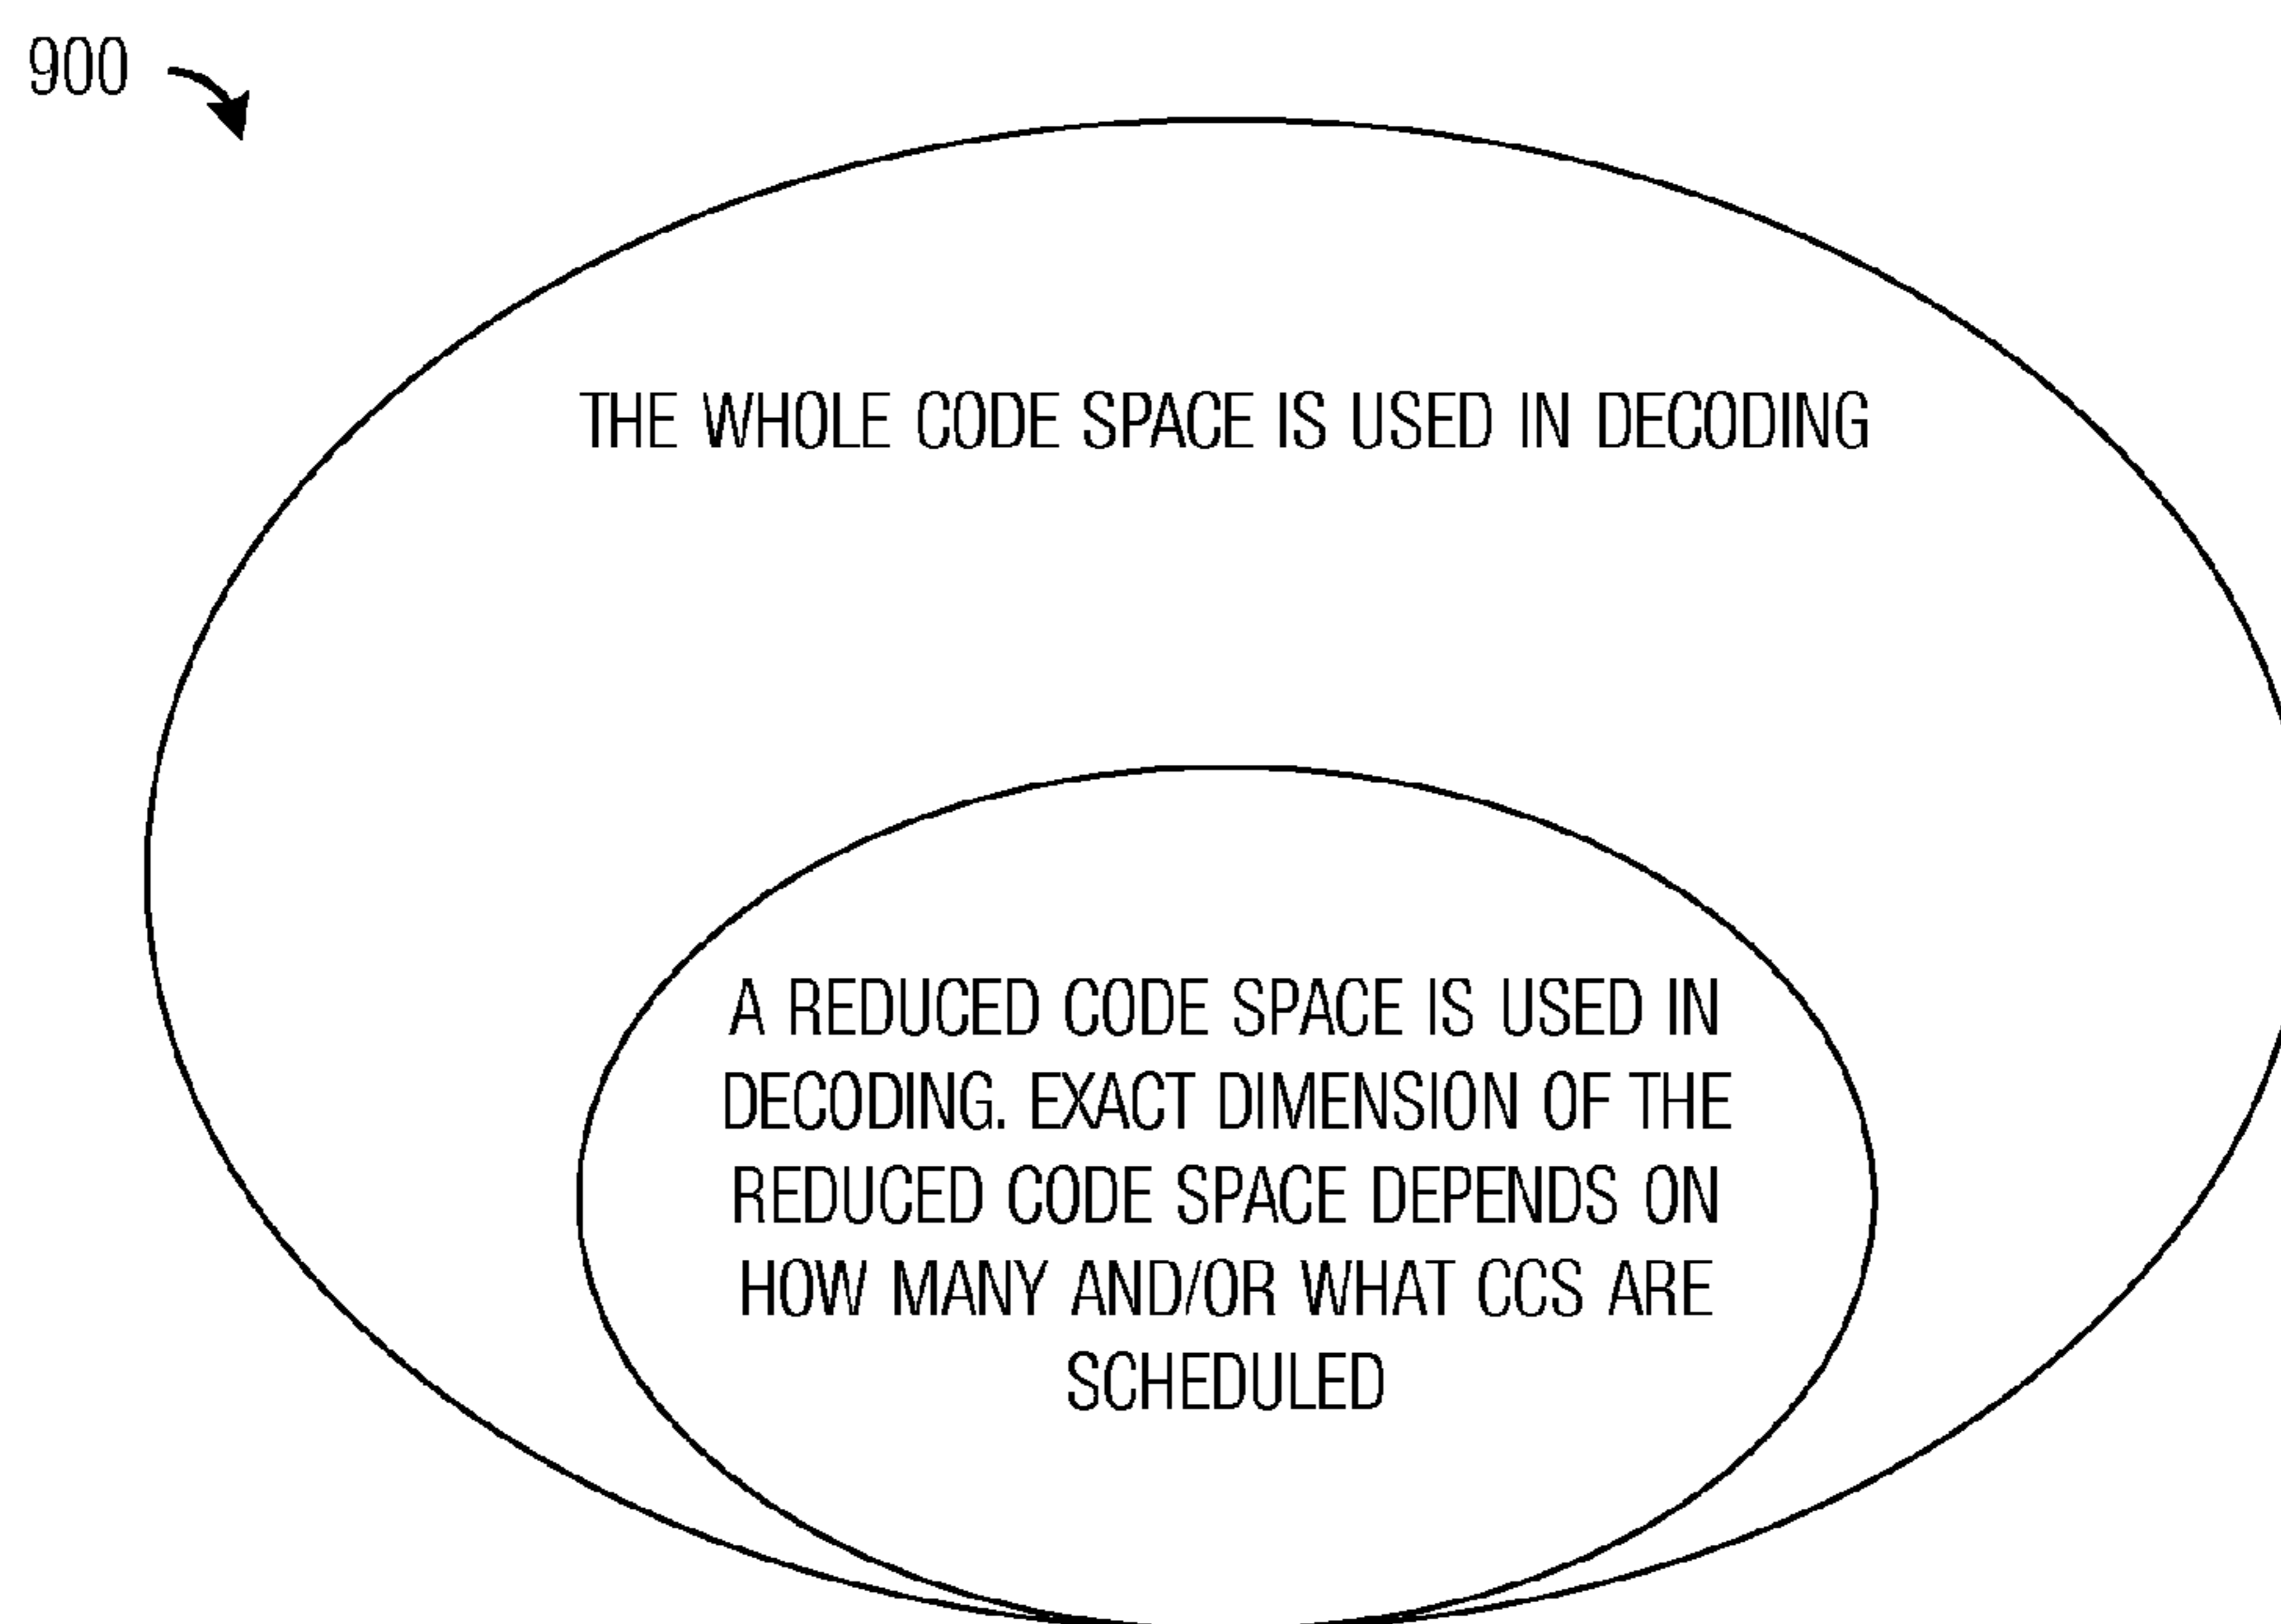 900
THE WHOLE CODE SPACE IS USED IN DECODING
A REDUCED CODE SPACE IS USED IN
DECODING. EXACT DIMENSION OF THE
REDUCED CODE SPACE DEPENDS ON
HOW MANY AND/OR WHAT CCS ARE
SCHEDULED